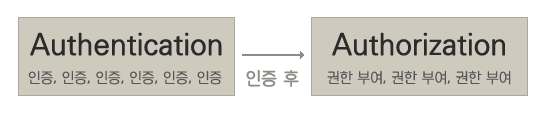 Authentication
인증, 인증, 인증, 인증, 인증, 인증
인증 후
Authorization
권한 부여, 권한 부여, 권한 부여